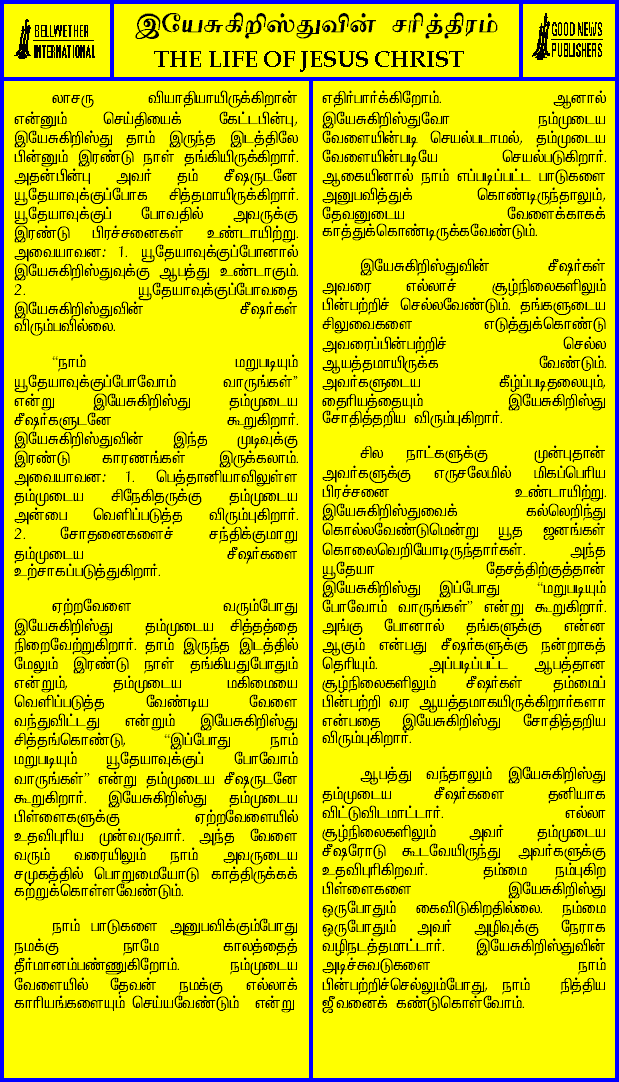 BELLWETHER
INTERNATIONAL
இயேசுகிறிஸ்துவின் சரித்திரம்
THE LIFE OF JESUS CHRIST
GOOD NEWS
PUBLISHERS
லாசரு வியாதியாயிருக்கிறான்
என்னும் செய்தியைக் கேட்டபின்பு,
இயேசுகிறிஸ்து தாம் இருந்த இடத்திலே
பின்னும் இரண்டு நாள் தங்கியிருக்கிறார்.
அதன்பின்பு அவர் தம் சீஷருடனே
யூதேயாவுக்குப்போக சித்தமாயிருக்கிறார்.
யூதேயாவுக்குப் போவதில் அவருக்கு
இரண்டு பிரச்சனைகள் உண்டாயிற்று.
அவையாவன: 1. யூதேயாவுக்குப்போனால்
இயேசுகிறிஸ்துவுக்கு ஆபத்து உண்டாகும்.
2. யூதேயாவுக்குப்போவதை
இயேசுகிறிஸ்துவின் சீஷர்கள்
விரும்பவில்லை.
“நாம் மறுபடியும்
யூதேயாவுக்குப்போவோம் வாருங்கள்”
என்று இயேசுகிறிஸ்து தம்முடைய
சீஷர்களுடனே கூறுகிறார்.
இயேசுகிறிஸ்துவின் இந்த முடிவுக்கு
இரண்டு காரணங்கள் இருக்கலாம்.
அவையாவன: 1. பெத்தானியாவிலுள்ள
தம்முடைய சிநேகிதருக்கு தம்முடைய
அன்பை வெளிப்படுத்த விரும்புகிறார்.
2. சோதனைகளைச் சந்திக்குமாறு
தம்முடைய சீஷர்களை
உற்சாகப்படுத்துகிறார்.
ஏற்றவேளை வரும்போது
இயேசுகிறிஸ்து தம்முடைய சித்தத்தை
நிறைவேற்றுகிறார். தாம் இருந்த இடத்தில்
மேலும் இரண்டு நாள் தங்கியதுபோதும்
என்றும், தம்முடைய மகிமையை
வெளிப்படுத்த வேண்டிய வேளை
வந்துவிட்டது என்றும் இயேசுகிறிஸ்து
சித்தங்கொண்டு, “இப்போது நாம்
மறுபடியும் யூதேயாவுக்குப் போவோம்
வாருங்கள்” என்று தம்முடைய சீஷருடனே
கூறுகிறார். இயேசுகிறிஸ்து தம்முடைய
பிள்ளைகளுக்கு ஏற்றவேளையில்
உதவிபுரிய முன்வருவார். அந்த வேளை
வரும் வரையிலும் நாம் அவருடைய
சமுகத்தில் பொறுமையோடு காத்திருக்கக்
கற்றுக்கொள்ளவேண்டும்.
நாம் பாடுகளை அனுபவிக்கும்போது
நமக்கு நாமே காலத்தைத்
தீர்மானம்பண்ணுகிறோம். நம்முடைய
வேளையில் தேவன் நமக்கு எல்லாக்
காரியங்களையும் செய்யவேண்டும் என்று
எதிர்பார்க்கிறோம். ஆனால்
இயேசுகிறிஸ்துவோ நம்முடைய
வேளையின்படி செயல்படாமல், தம்முடைய
வேளையின்படியே செயல்படுகிறார்.
ஆகையினால் நாம் எப்படிப்பட்ட பாடுகளை
அனுபவித்துக் கொண்டிருந்தாலும்,
தேவனுடைய வேளைக்காகக்
காத்துக்கொண்டிருக்கவேண்டும்.
இயேசுகிறிஸ்துவின் சீஷர்கள்
அவரை எல்லாச் சூழ்நிலைகளிலும்
பின்பற்றிச் செல்லவேண்டும். தங்களுடைய
சிலுவைகளை எடுத்துக்கொண்டு
அவரைப்பின்பற்றிச் செல்ல
ஆயத்தமாயிருக்க வேண்டும்.
அவர்களுடைய கீழ்ப்படிதலையும்,
தைரியத்தையும் இயேசுகிறிஸ்து
சோதித்தறிய விரும்புகிறார்.
சில நாட்களுக்கு முன்புதான்
அவர்களுக்கு எருசலேமில் மிகப்பெரிய
பிரச்சனை உண்டாயிற்று.
இயேசுகிறிஸ்துவைக் கல்லெறிந்து
கொல்லவேண்டுமென்று யூத ஜனங்கள்
கொலைவெறியோடிருந்தார்கள். அந்த
யூதேயா தேசத்திற்குத்தான்
இயேசுகிறிஸ்து இப்போது “மறுபடியும்
போவோம் வாருங்கள்” என்று கூறுகிறார்.
அங்கு போனால் தங்களுக்கு என்ன
ஆகும் என்பது சீஷர்களுக்கு நன்றாகத்
தெரியும். அப்படிப்பட்ட ஆபத்தான
சூழ்நிலைகளிலும் சீஷர்கள் தம்மைப்
பின்பற்றி வர ஆயத்தமாகயிருக்கிறார்களா
என்பதை இயேசுகிறிஸ்து சோதித்தறிய
விரும்புகிறார்.
ஆபத்து வந்தாலும் இயேசுகிறிஸ்து
தம்முடைய சீஷர்களை தனியாக
விட்டுவிடமாட்டார். எல்லா
சூழ்நிலைகளிலும் அவர் தம்முடைய
சீஷரோடு கூடவேயிருந்து அவர்களுக்கு
உதவிபுரிகிறவர். தம்மை நம்புகிற
பிள்ளைகளை இயேசுகிறிஸ்து
ஒருபோதும் கைவிடுகிறதில்லை. நம்மை
ஒருபோதும் அவர் அழிவுக்கு நேராக
வழிநடத்தமாட்டார். இயேசுகிறிஸ்துவின்
அடிச்சுவடுகளை நாம்
பின்பற்றிச்செல்லும்போது, நாம் நித்திய
ஜீவனைக் கண்டுகொள்வோம்.